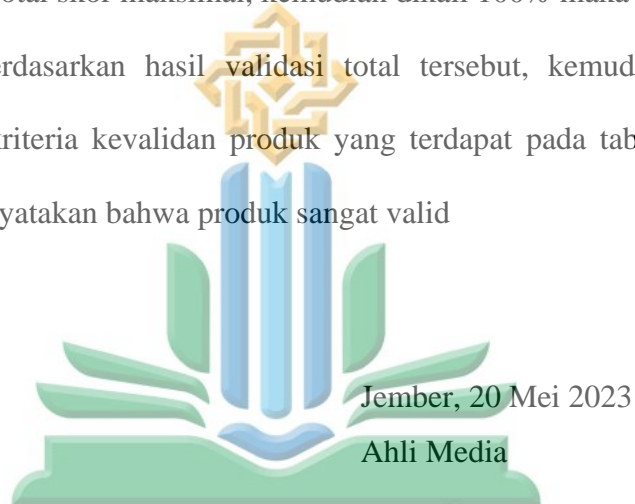 total skor maksimal, kemudian dikali 100% maka
erdasarkan hasil validasi total tersebut, kemud
kriteria kevalidan produk yang terdapat pada tab
yatakan bahwa produk sangat valid
Jember, 20 Mei 2023
Ahli Media